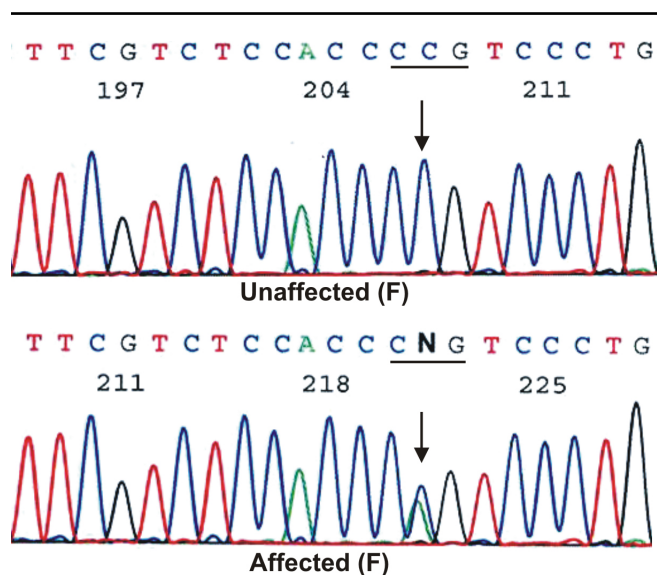 T T C G T C T C C A C C C C C G T C C C T G
197 204 211
Unaffected (F)
T T C G T C T C C A C C C C N G T C C C T G
211 218 225
Affected (F)